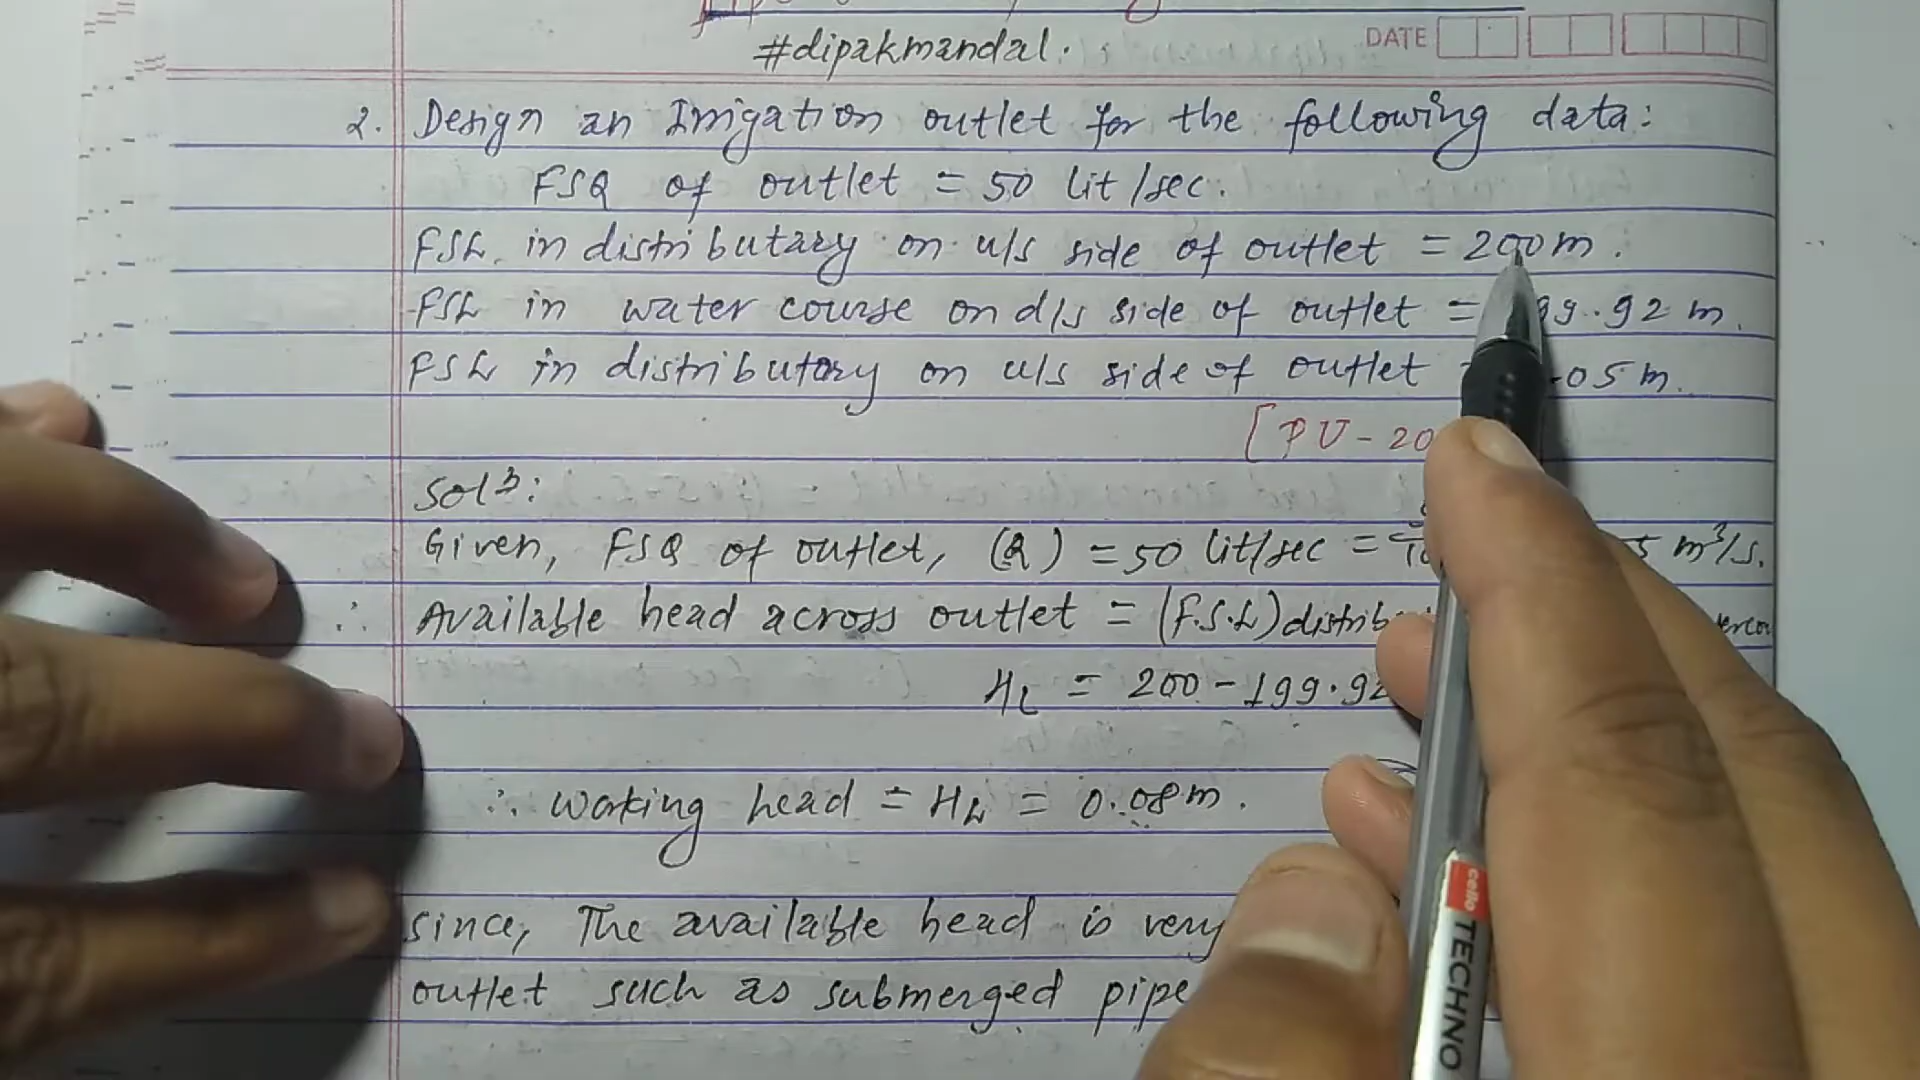 #dipakmandal.
DATE
2. Design an Irrigation outlet for the following data:
FSQ of outlet = 50 lit/sec.
FSL in distributary on u/s side of outlet = 200m.
FSL in water course on d/s side of outlet = 99.92 m.
FSL in distributary on u/s side of outlet .05m.
[PU-20
Solⁿ:
Given, FSQ of outlet, (Q) = 50 lit/sec = 5 m³/s.
∴ Available head across outlet = (F.S.L) distrib
HL = 200 - 199.92
∴ Working head = HL = 0.08m.
since, The available head is very
outlet such as submerged pipe
cello
TECHNO